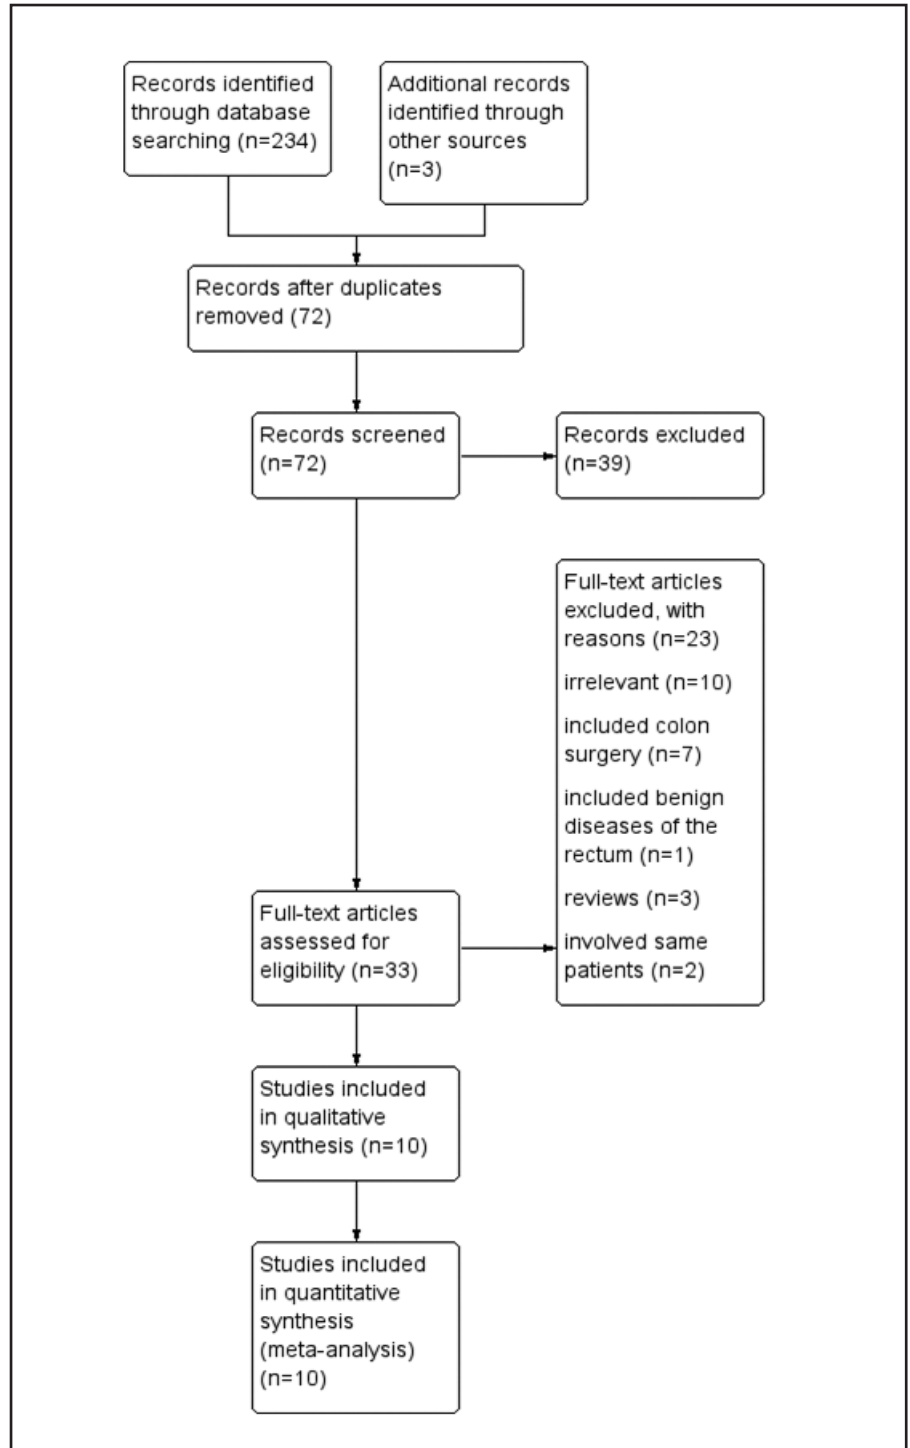 Records identified
through database
searching (n=234)
Additional records
identified through
other sources
(n=3)
Records after duplicates
removed (72)
Records screened
(n=72)
Records excluded
(n=39)
Full-text articles
excluded, with
reasons (n=23)
irrelevant (n=10)
included colon
surgery (n=7)
included benign
diseases of the
rectum (n=1)
reviews (n=3)
involved same
patients (n=2)
Full-text articles
assessed for
eligibility (n=33)
Studies included
in qualitative
synthesis (n=10)
Studies included
in quantitative
synthesis
(meta-analysis)
(n=10)